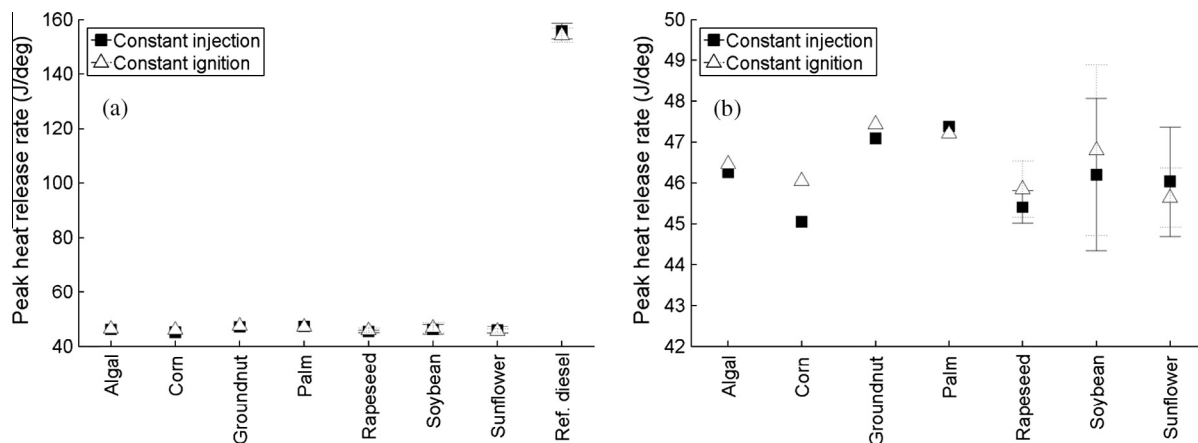 (a)
Peak heat release rate (J/deg)
160
140
120
100
80
60
40
Constant injection
Constant ignition
Algal
Corn
Groundnut
Palm
Rapeseed
Soybean
Sunflower
Ref. diesel
(b)
Peak heat release rate (J/deg)
50
49
48
47
46
45
44
43
42
Constant injection
Constant ignition
Algal
Corn
Groundnut
Palm
Rapeseed
Soybean
Sunflower